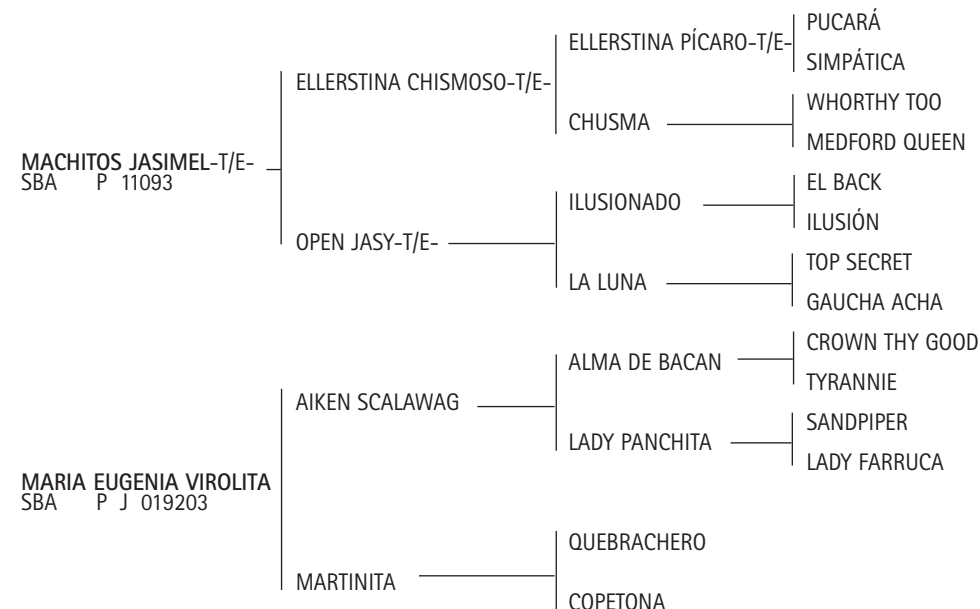 MACHITOS JASIMEL-T/E-
SBA P 11093
ELLERSTINA CHISMOSO-T/E-
ELLERSTINA PÍCARO-T/E-
PUCARÁ
SIMPÁTICA
CHUSMA
WHORTHY TOO
MEDFORD QUEEN
OPEN JASY-T/E-
ILUSIONADO
EL BACK
ILUSIÓN
LA LUNA
TOP SECRET
GAUCHA ACHA
MARIA EUGENIA VIROLITA
SBA P J 019203
AIKEN SCALAWAG
ALMA DE BACAN
CROWN THY GOOD
TYRANNIE
LADY PANCHITA
SANDPIPER
LADY FARRUCA
MARTINITA
QUEBRACHERO
COPETONA